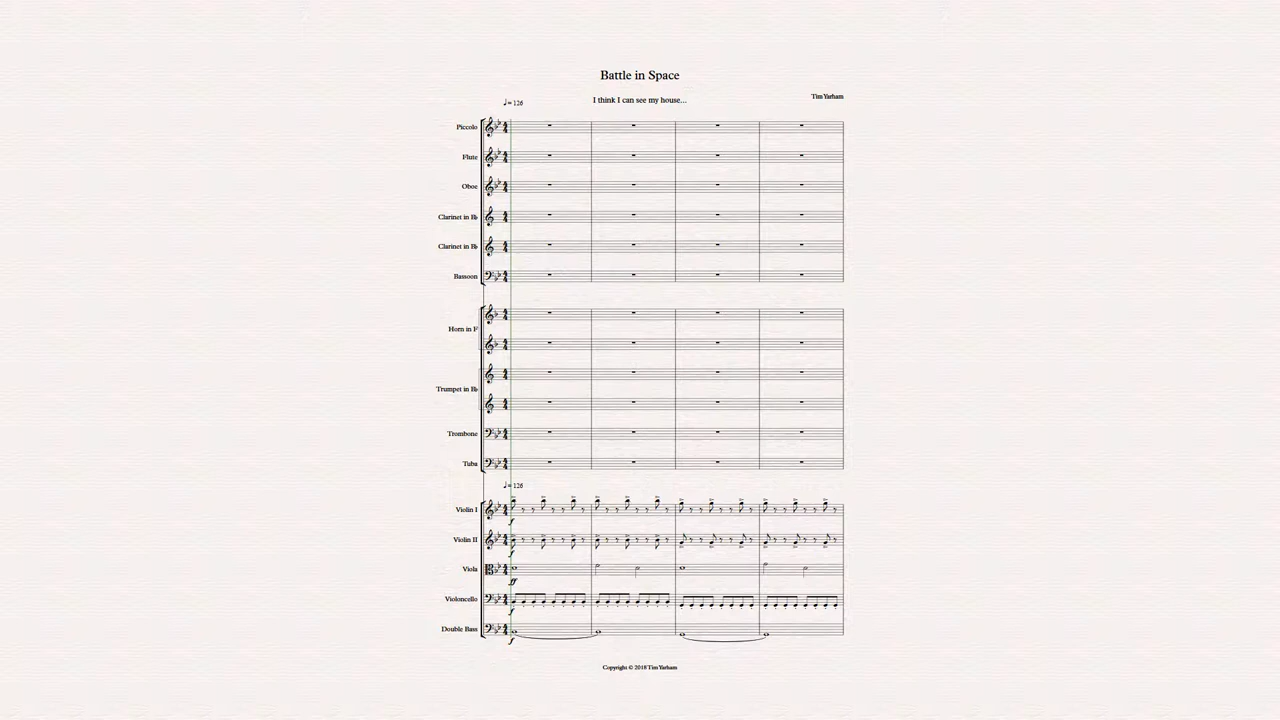 Battle in Space
I think I can see my house...
Tim Yarham
♩= 126
Piccolo
Flute
Oboe
Clarinet in B♭
Clarinet in B♭
Bassoon
Horn in F
Trumpet in B♭
Trombone
Tuba
♩= 126
Violin I
f
Violin II
f
Viola
ff
Violoncello
f
Double Bass
f
Copyright © 2018 Tim Yarham